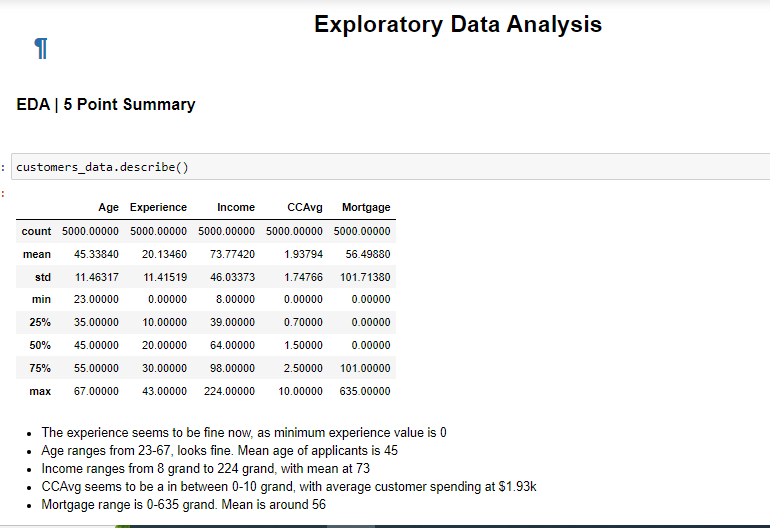 Exploratory Data Analysis
¶
EDA | 5 Point Summary
: customers_data.describe()
:
Age Experience Income CCAvg Mortgage
count 5000.00000 5000.00000 5000.00000 5000.00000 5000.00000
mean 45.33840 20.13460 73.77420 1.93794 56.49880
std 11.46317 11.41519 46.03373 1.74766 101.71380
min 23.00000 0.00000 8.00000 0.00000 0.00000
25% 35.00000 10.00000 39.00000 0.70000 0.00000
50% 45.00000 20.00000 64.00000 1.50000 0.00000
75% 55.00000 30.00000 98.00000 2.50000 101.00000
max 67.00000 43.00000 224.00000 10.00000 635.00000
• The experience seems to be fine now, as minimum experience value is 0
• Age ranges from 23-67, looks fine. Mean age of applicants is 45
• Income ranges from 8 grand to 224 grand, with mean at 73
• CCAvg seems to be a in between 0-10 grand, with average customer spending at $1.93k
• Mortgage range is 0-635 grand. Mean is around 56